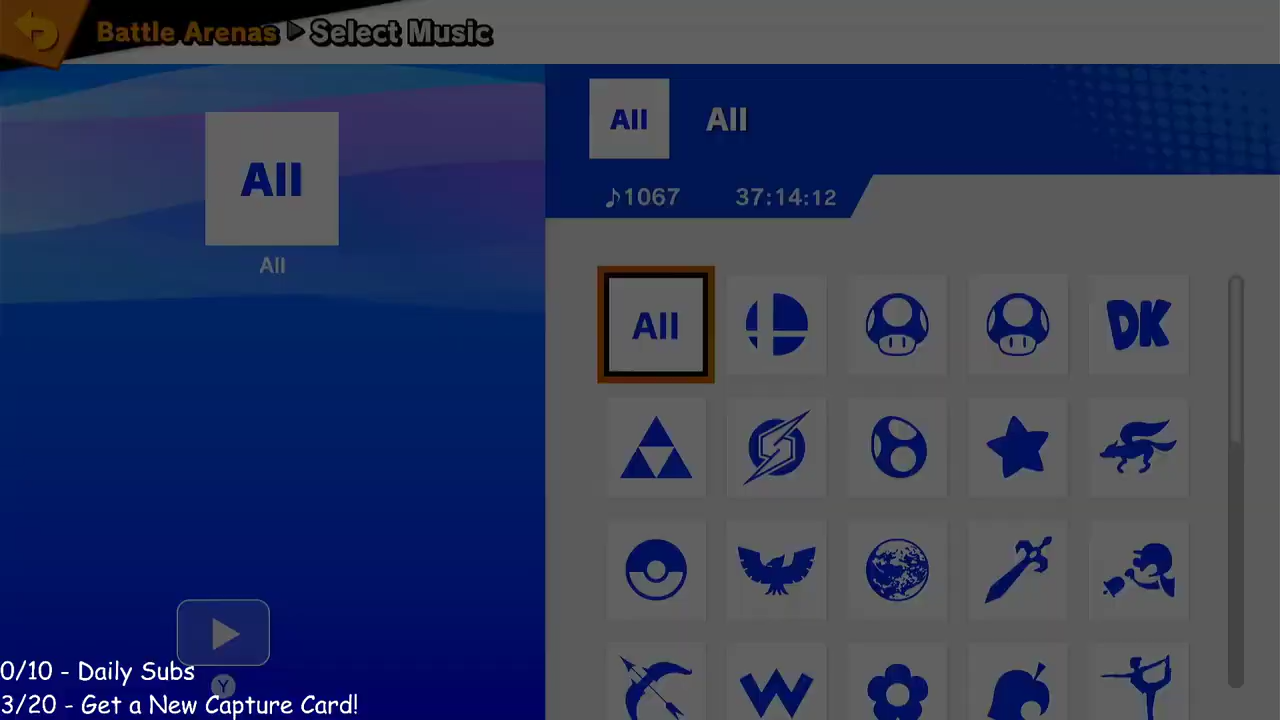 Battle Arenas ▶ Select Music
All
All
All
All
♪1067 37:14:12
All
DK
W
0/10 - Daily Subs
Y
3/20 - Get a New Capture Card!